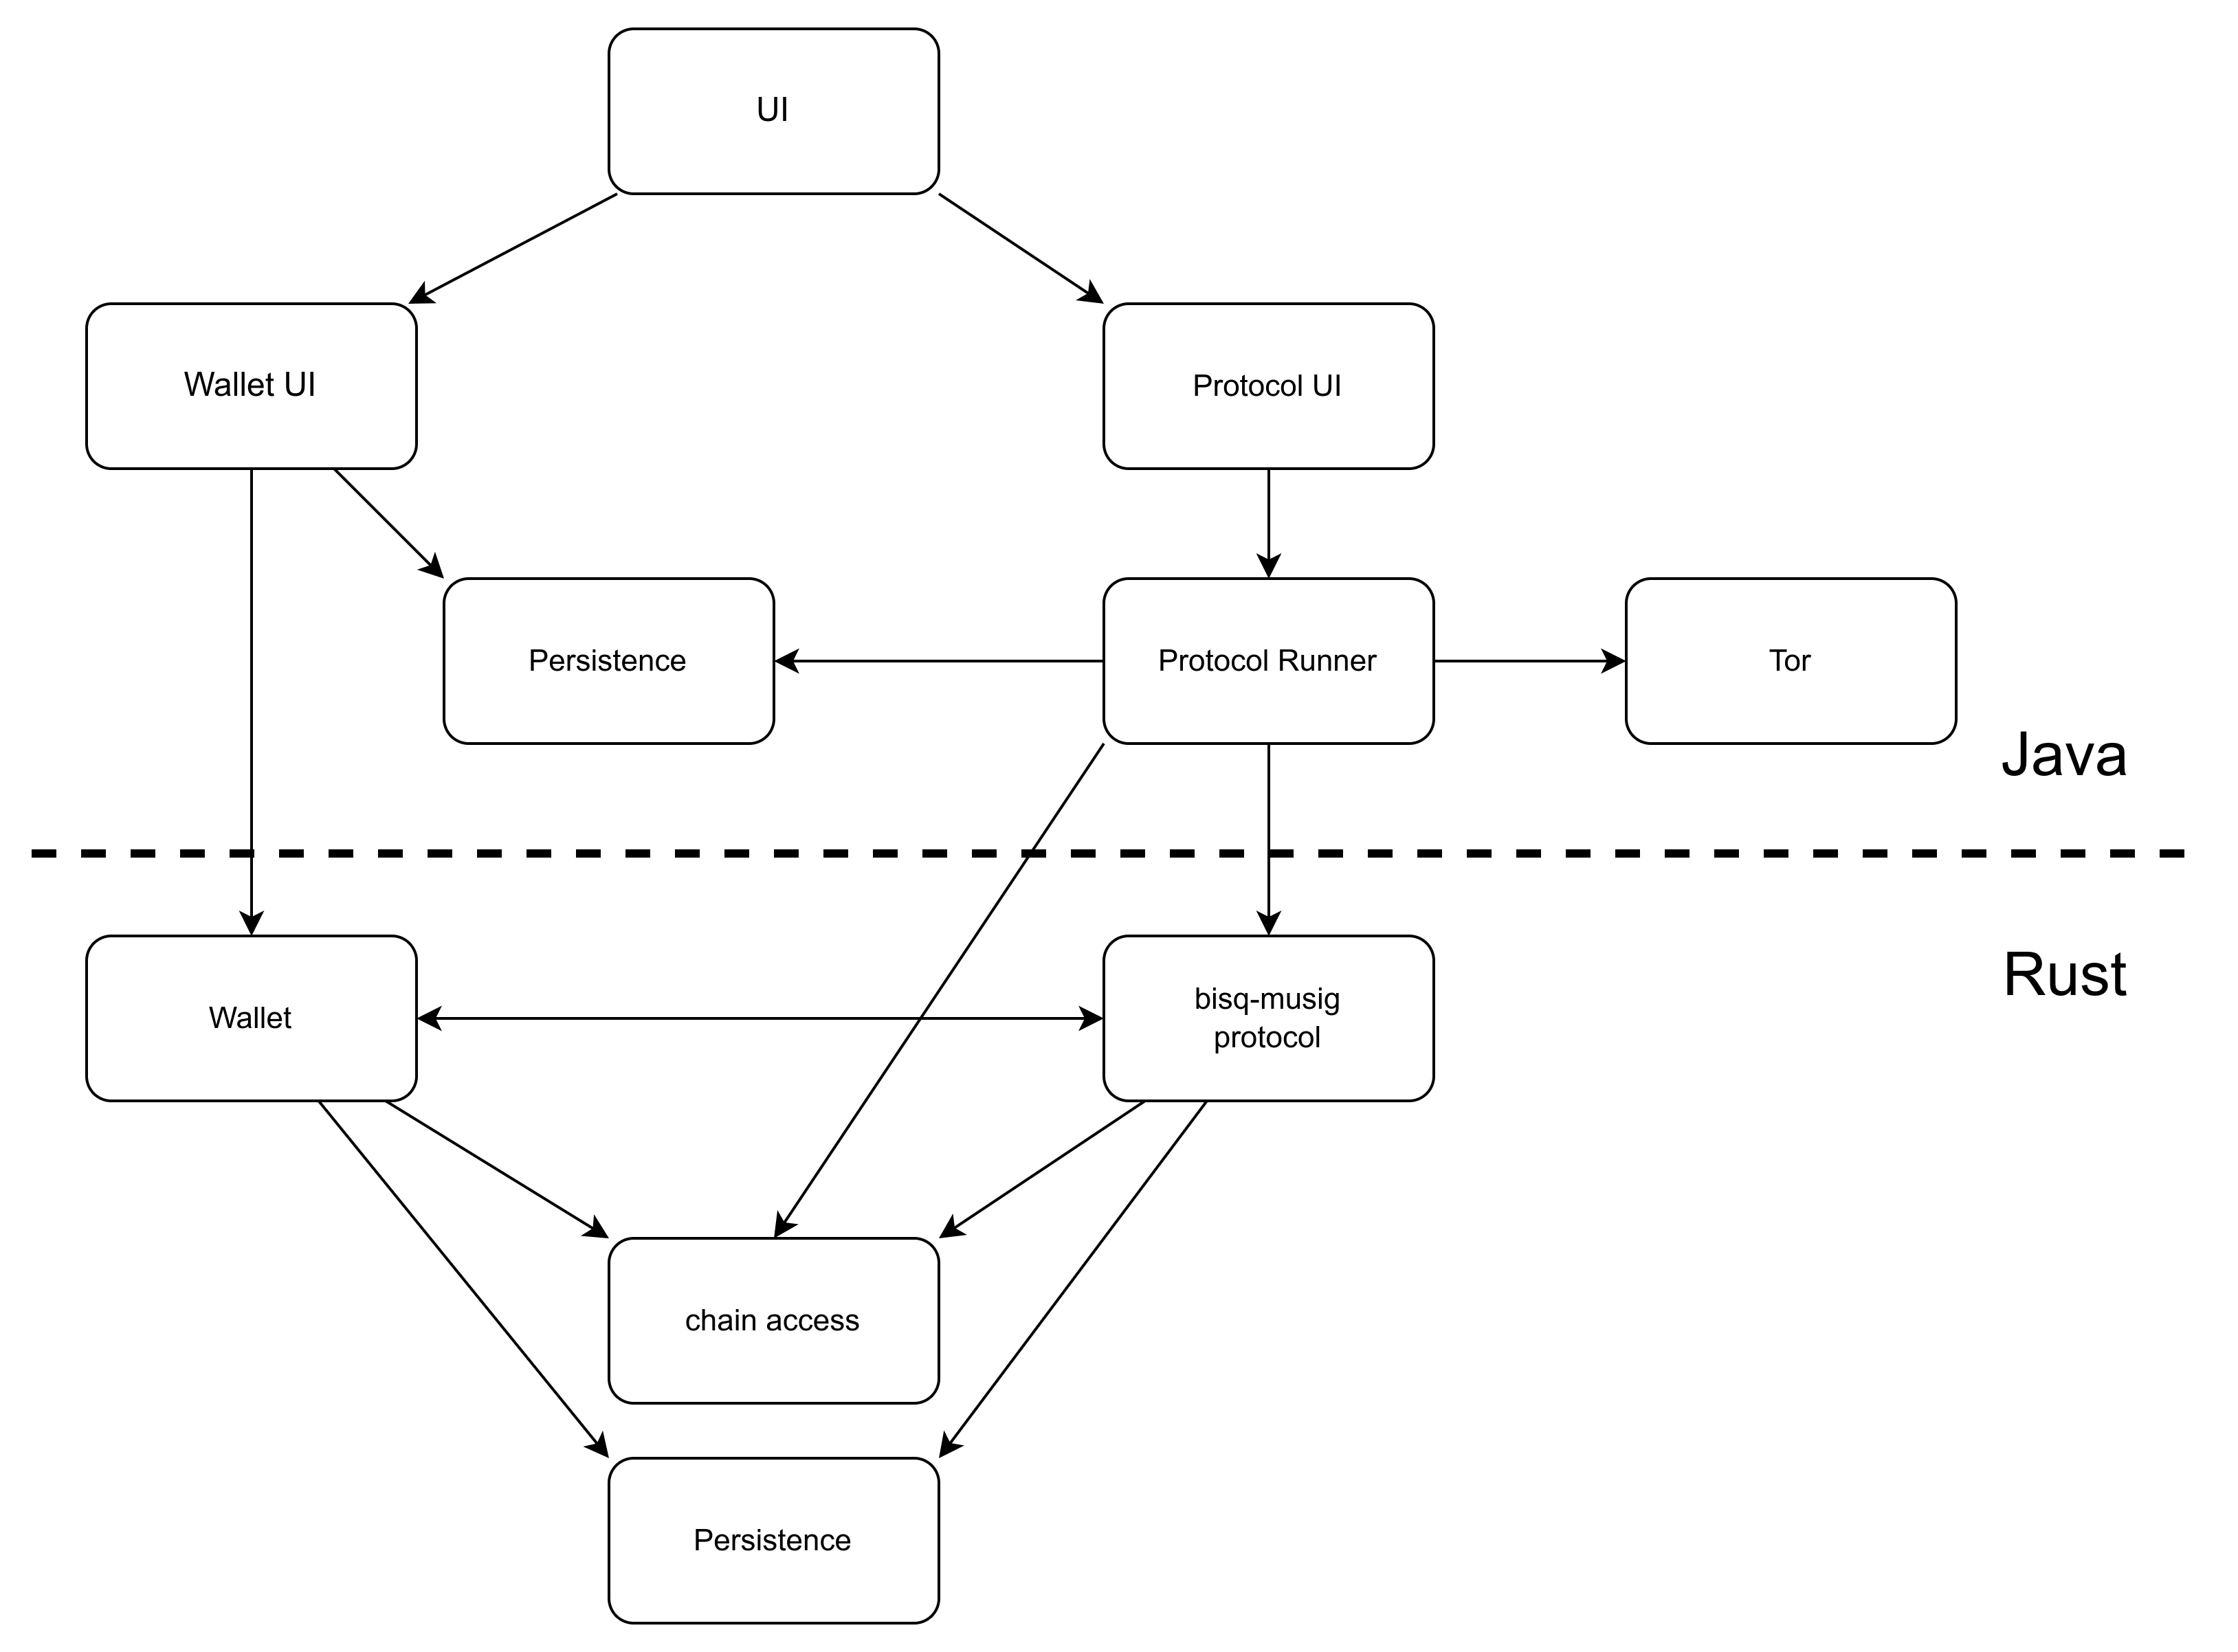 UI
Wallet UI
Protocol UI
Persistence
Protocol Runner
Tor
Java
Rust
Wallet
bisq-musig
protocol
chain access
Persistence